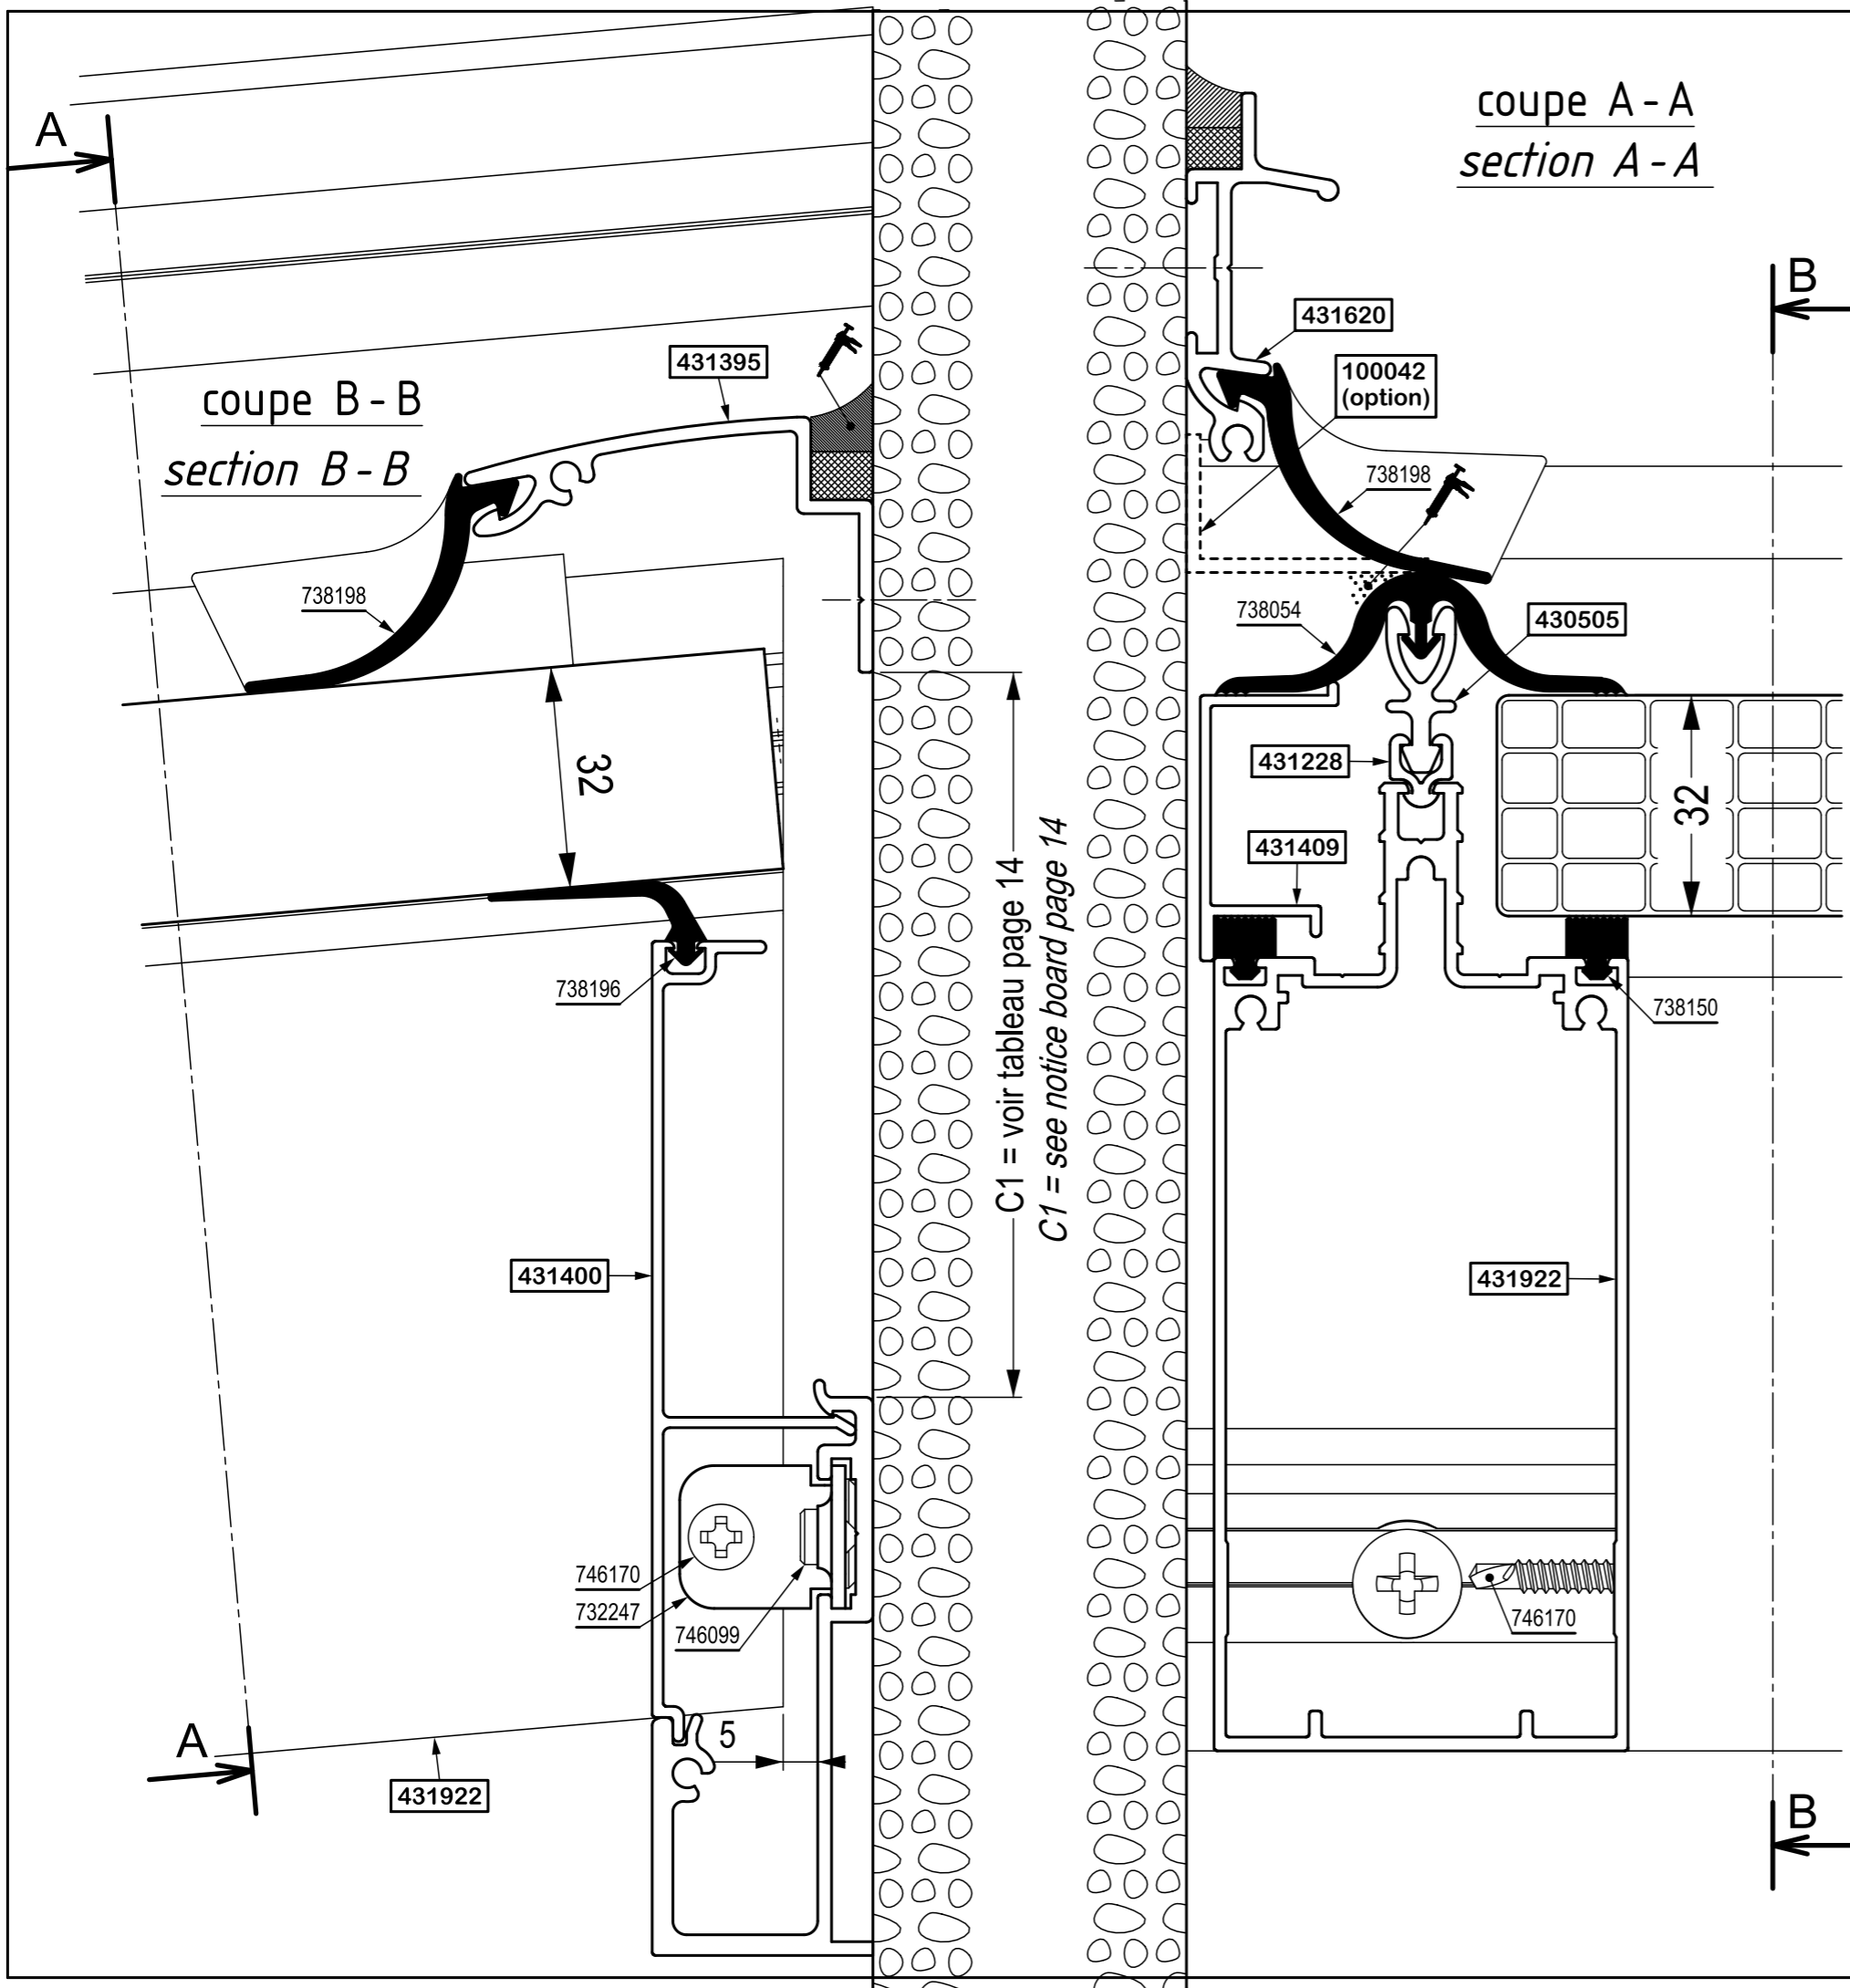 A
coupe B - B
section B - B
431395
738198
32
738196
431400
746170
732247
746099
5
A
431922
C1 = voir tableau page 14
C1 = see notice board page 14
coupe A - A
section A - A
B
431620
100042
(option)
738198
738054
430505
431228
32
431409
738150
431922
746170
B